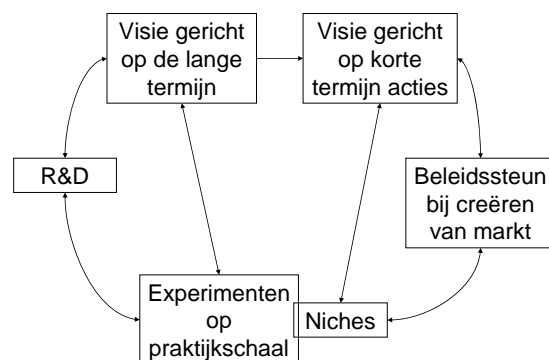 Visie gericht
op de lange
termijn
Visie gericht
op korte
termijn acties
R&D
Beleidssteun
bij creëren
van markt
Experimenten
op
praktijkschaal
Niches